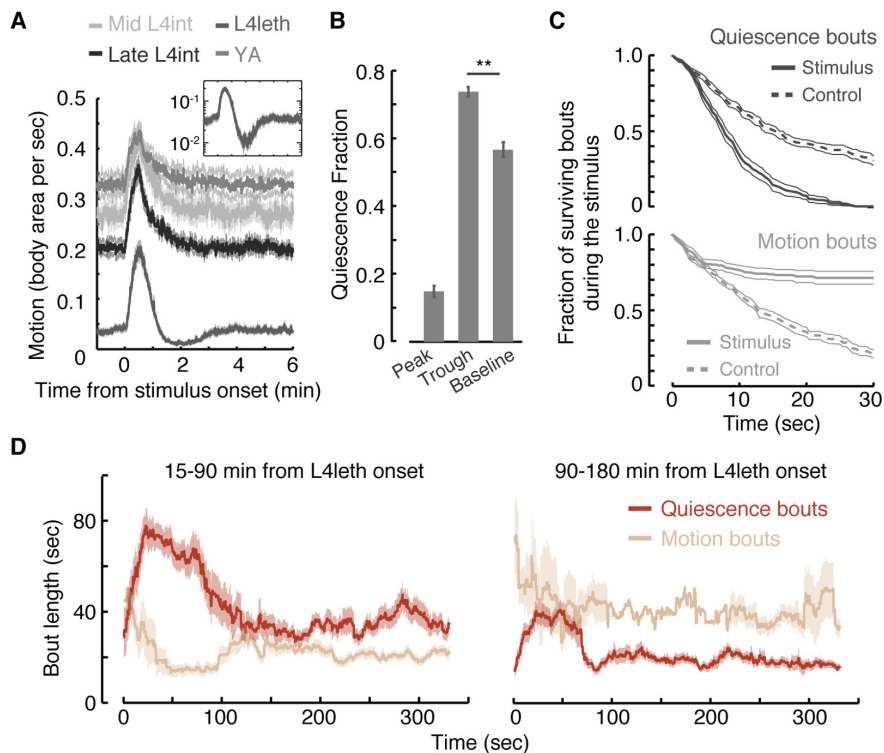 A
Mid L4int
L4leth
Late L4int
YA
0.5
0.4
0.3
0.2
0.1
0
10⁻¹
10⁻²
0
2
4
6
Motion (body area per sec)
Time from stimulus onset (min)
B
**
0.8
0.6
0.4
0.2
0
Quiescence Fraction
Peak
Trough
Baseline
C
Quiescence bouts
Stimulus
Control
1.0
0.5
0
Motion bouts
Stimulus
Control
1.0
0.5
0
0
10
20
30
Fraction of surviving bouts
during the stimulus
Time (sec)
D
15-90 min from L4leth onset
90-180 min from L4leth onset
Quiescence bouts
Motion bouts
80
40
0
Bout length (sec)
0
100
200
300
0
100
200
300
Time (sec)